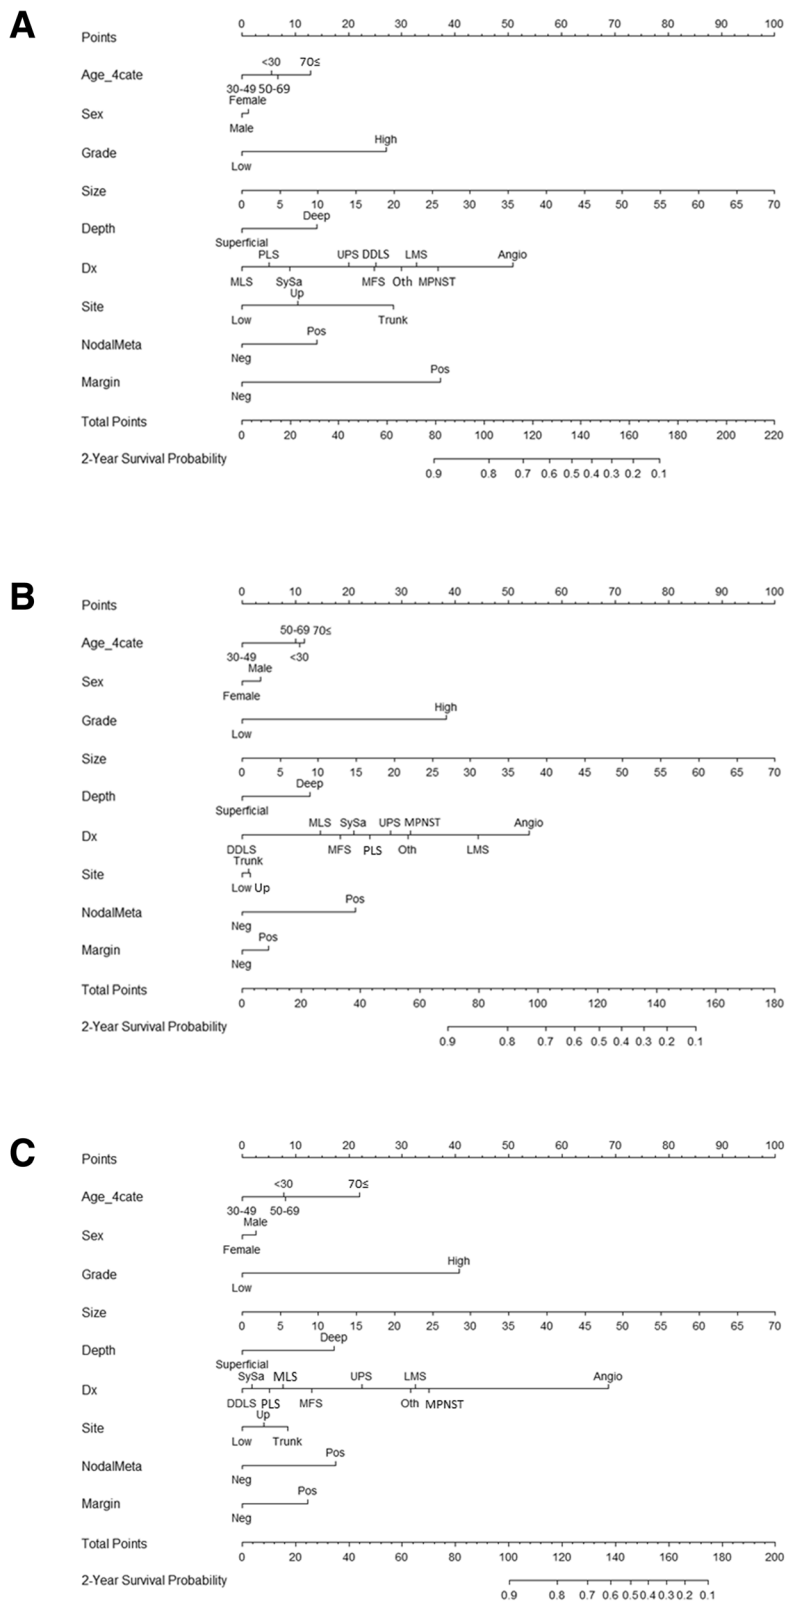 A
0 10 20 30 40 50 60 70 80 90 100
Points
<30 70≤
Age_4cate
30-49 50-69
Female
Sex
Male
High
Grade
Low
Size
0 5 10 15 20 25 30 35 40 45 50 55 60 65 70
Deep
Depth
Superficial
PLS UPS DDLS LMS Angio
Dx
MLS SySa MFS Oth MPNST
Up
Site
Low Trunk
Pos
NodalMeta
Neg
Pos
Margin
Neg
Total Points
0 20 40 60 80 100 120 140 160 180 200 220
2-Year Survival Probability
0.9 0.8 0.7 0.6 0.5 0.4 0.3 0.2 0.1
B
0 10 20 30 40 50 60 70 80 90 100
Points
50-69 70≤
Age_4cate
30-49 <30
Male
Sex
Female
High
Grade
Low
Size
0 5 10 15 20 25 30 35 40 45 50 55 60 65 70
Deep
Depth
Superficial
MLS SySa UPS MPNST Angio
Dx
DDLS MFS PLS Oth LMS
Trunk
Site
Low Up
Pos
NodalMeta
Neg
Pos
Margin
Neg
Total Points
0 20 40 60 80 100 120 140 160 180
2-Year Survival Probability
0.9 0.8 0.7 0.6 0.5 0.4 0.3 0.2 0.1
C
0 10 20 30 40 50 60 70 80 90 100
Points
<30 70≤
Age_4cate
30-49 50-69
Male
Sex
Female
High
Grade
Low
Size
0 5 10 15 20 25 30 35 40 45 50 55 60 65 70
Deep
Depth
Superficial
SySa MLS UPS LMS Angio
Dx
DDLS PLS MFS Oth MPNST
Up
Site
Low Trunk
Pos
NodalMeta
Neg
Pos
Margin
Neg
Total Points
0 20 40 60 80 100 120 140 160 180 200
2-Year Survival Probability
0.9 0.8 0.7 0.6 0.5 0.4 0.3 0.2 0.1